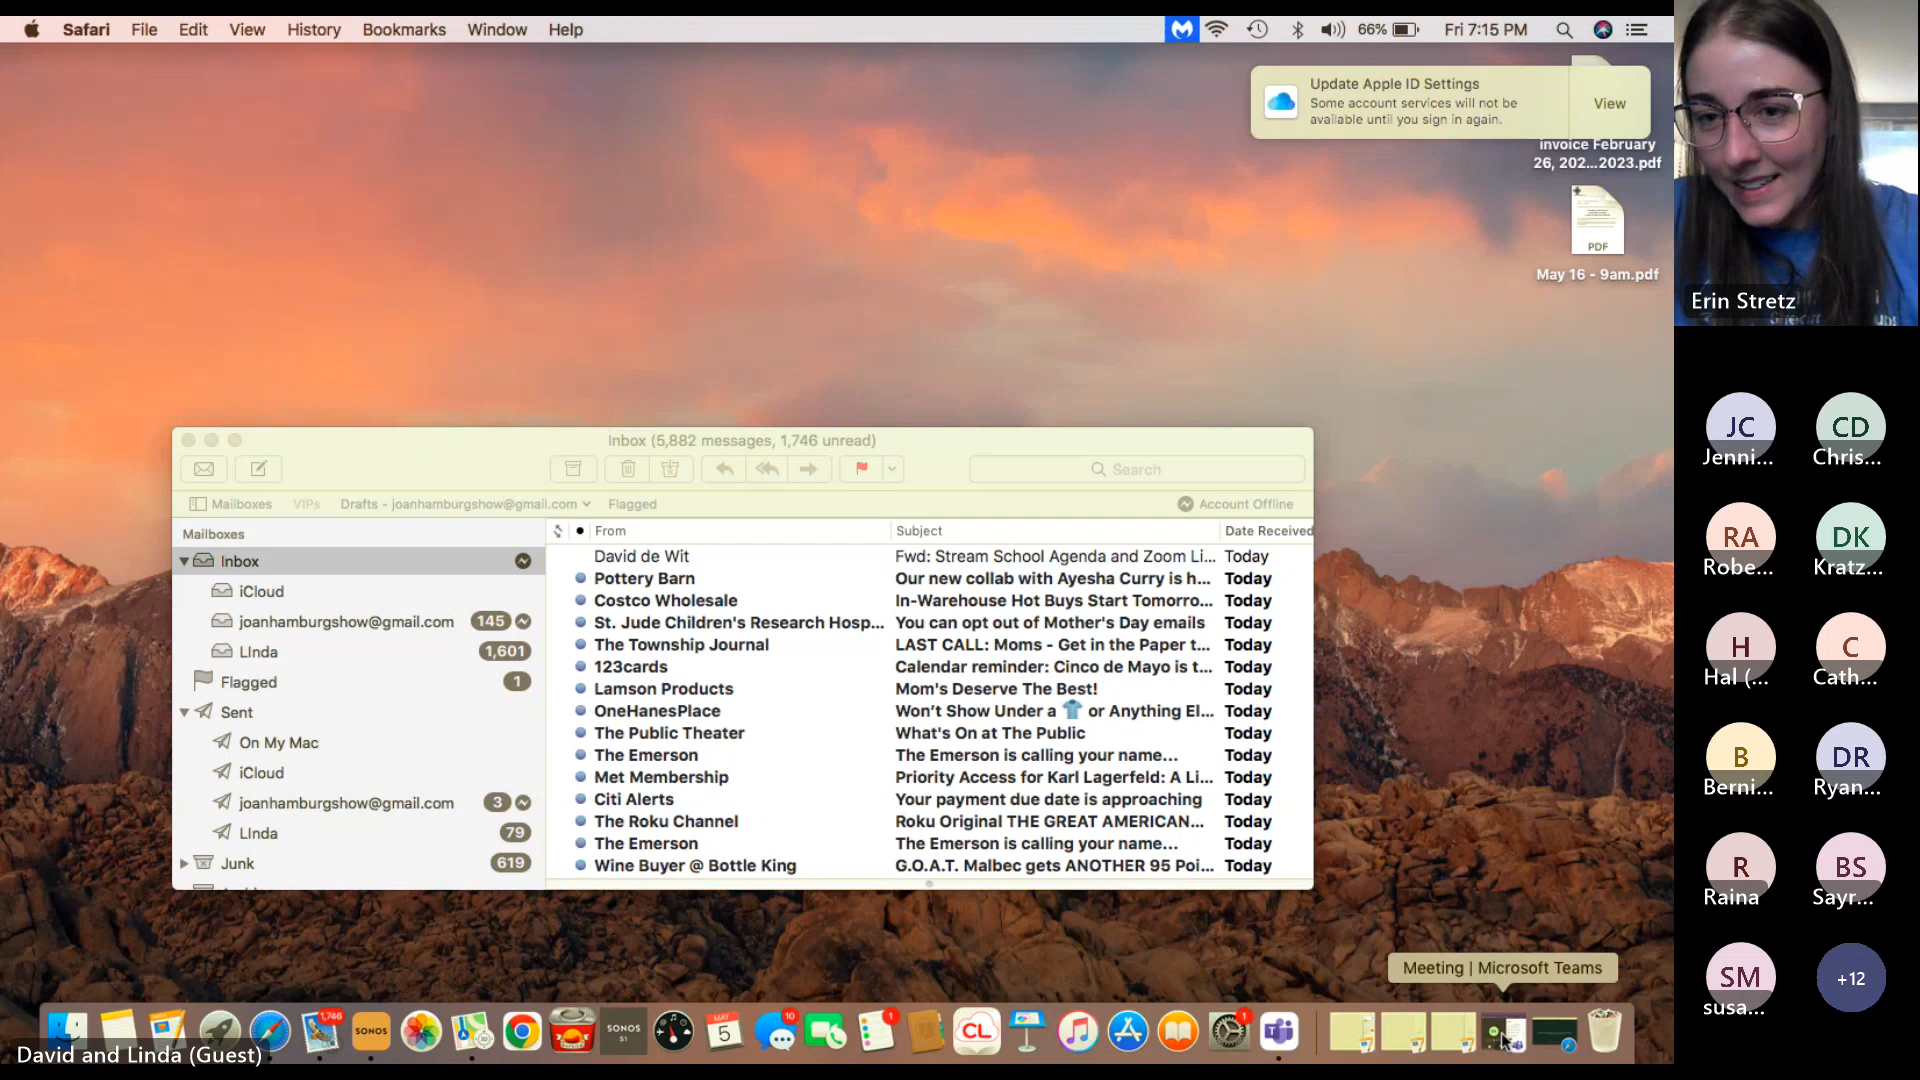 Safari File Edit View History Bookmarks Window Help
66% Fri 7:15 PM
Update Apple ID Settings
Some account services will not be
available until you sign in again.
View
invoice February
26, 202...2023.pdf
PDF
May 16 - 9am.pdf
Erin Stretz
Inbox (5,882 messages, 1,746 unread)
Search
Mailboxes VIPs Drafts - joanhamburgshow@gmail.com Flagged Account Offline
Mailboxes
Inbox
iCloud
joanhamburgshow@gmail.com 145
LInda 1,601
Flagged 1
Sent
On My Mac
iCloud
joanhamburgshow@gmail.com 3
LInda 79
Junk 619
From Subject Date Received
David de Wit Fwd: Stream School Agenda and Zoom Li... Today
Pottery Barn Our new collab with Ayesha Curry is h... Today
Costco Wholesale In-Warehouse Hot Buys Start Tomorro... Today
St. Jude Children's Research Hosp... You can opt out of Mother's Day emails Today
The Township Journal LAST CALL: Moms - Get in the Paper t... Today
123cards Calendar reminder: Cinco de Mayo is t... Today
Lamson Products Mom's Deserve The Best! Today
OneHanesPlace Won't Show Under a 👕 or Anything El... Today
The Public Theater What's On at The Public Today
The Emerson The Emerson is calling your name... Today
Met Membership Priority Access for Karl Lagerfeld: A Li... Today
Citi Alerts Your payment due date is approaching Today
The Roku Channel Roku Original THE GREAT AMERICAN... Today
The Emerson The Emerson is calling your name... Today
Wine Buyer @ Bottle King G.O.A.T. Malbec gets ANOTHER 95 Poi... Today
JC CD
Jenni... Chris...
RA DK
Robe... Kratz...
H C
Hal (... Cath...
B DR
Berni... Ryan...
R BS
Raina Sayr...
SM +12
susa...
Meeting | Microsoft Teams
1,746 SONOS SONOS S1 MAY 5 10 1 CL 1
David and Linda (Guest)